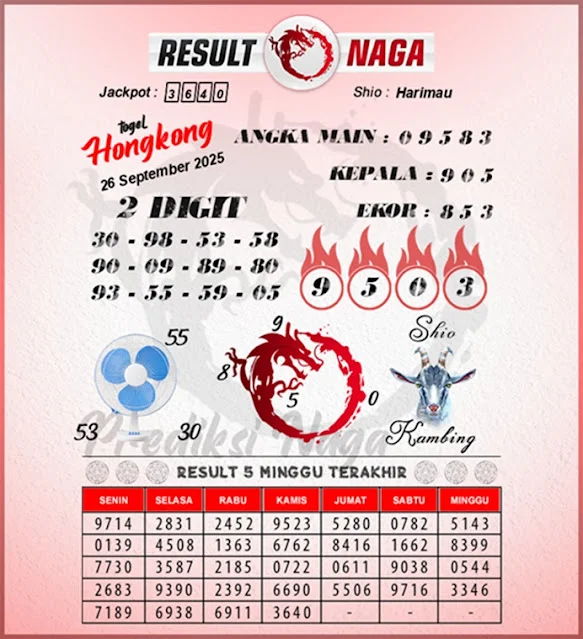 RESULT NAGA
Jackpot : 3640 Shio : Harimau
togel
Hongkong
26 September 2025
ANGKA MAIN : 0 9 5 8 3
KEPALA : 9 0 5
EKOR : 8 5 3
2 DIGIT
30 - 98 - 53 - 58
90 - 09 - 89 - 80
93 - 55 - 59 - 05
9 5 0 3
55
53
30
9
8
5
0
Shio
Kambing
Prediksi Naga
RESULT 5 MINGGU TERAKHIR
SENIN SELASA RABU KAMIS JUMAT SABTU MINGGU
9714 2831 2452 9523 5280 0782 5143
0139 4508 1363 6762 8416 1662 8399
7730 3587 2185 0722 0611 9038 0544
2683 9390 2392 6690 5506 9716 3346
7189 6938 6911 3640 - - -